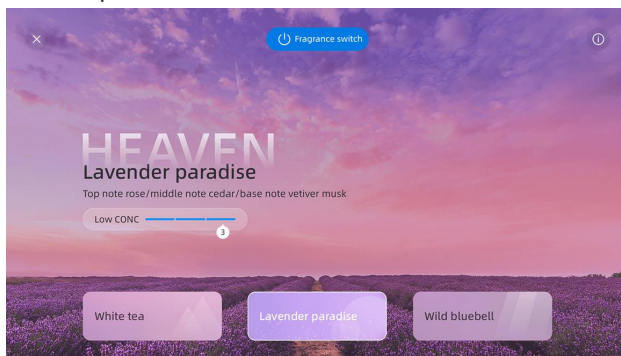 Fragrance switch
HEAVEN
Lavender paradise
Top note rose/middle note cedar/base note vetiver musk
Low CONC
3
White tea
Lavender paradise
Wild bluebell